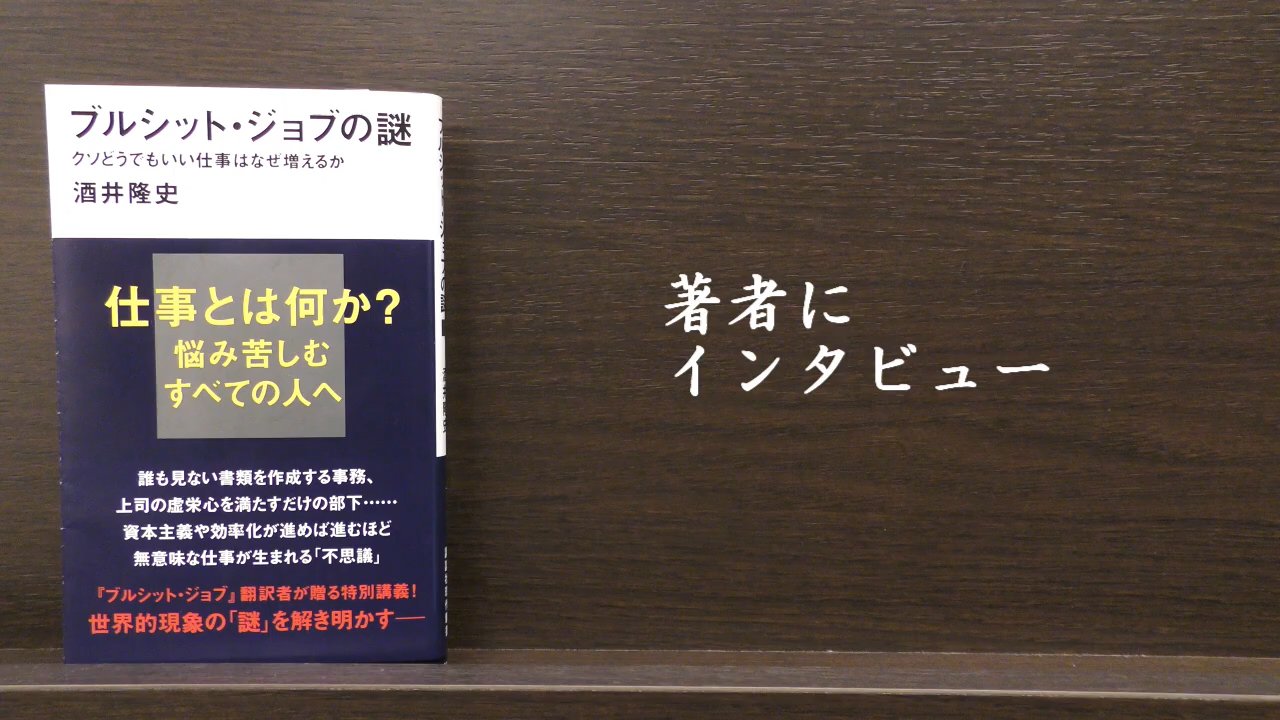 ブルシット・ジョブの謎
クソどうでもいい仕事はなぜ増えるか
酒井隆史
仕事とは何か?
悩み苦しむ
すべての人へ
誰も見ない書類を作成する事務、
上司の虚栄心を満たすだけの部下……
資本主義や効率化が進めば進むほど
無意味な仕事が生まれる「不思議」
『ブルシット・ジョブ』翻訳者が贈る特別講義!
世界的現象の「謎」を解き明かす──
著者に
インタビュー